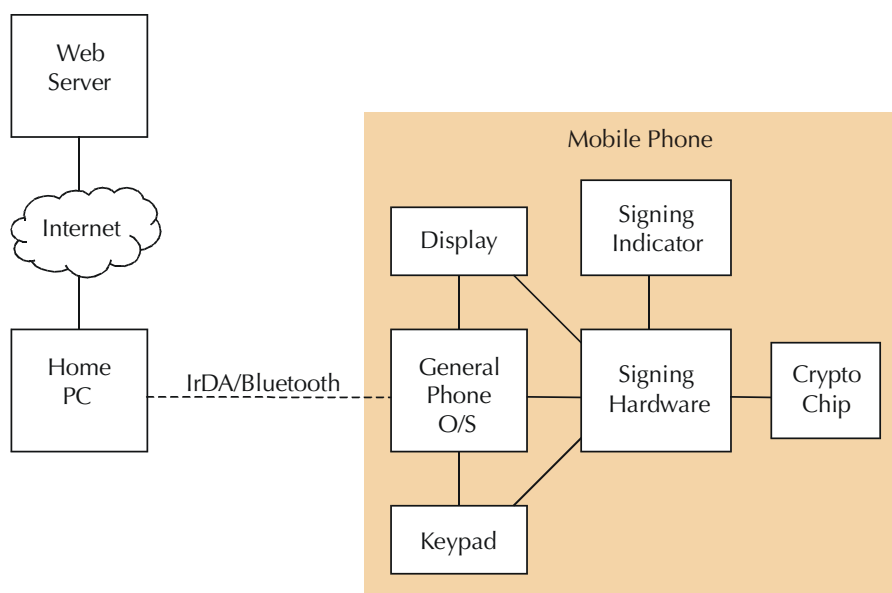 Web
Server
Internet
Home
PC
IrDA/Bluetooth
Mobile Phone
Display
Signing
Indicator
General
Phone
O/S
Signing
Hardware
Crypto
Chip
Keypad